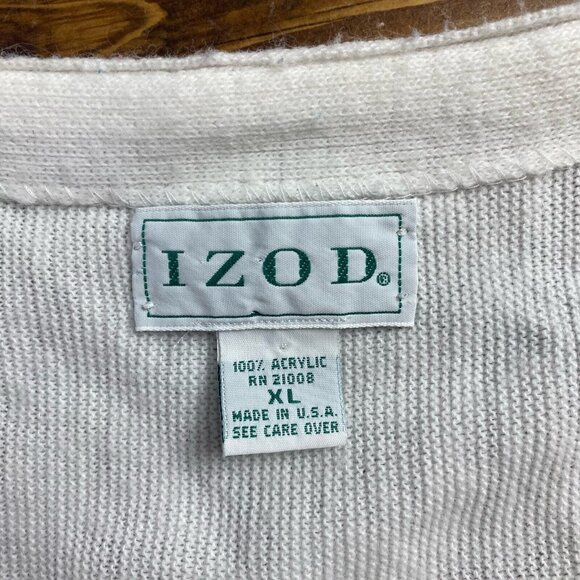 IZOD.®
100% ACRYLIC
RN 21008
XL
MADE IN U.S.A.
SEE CARE OVER